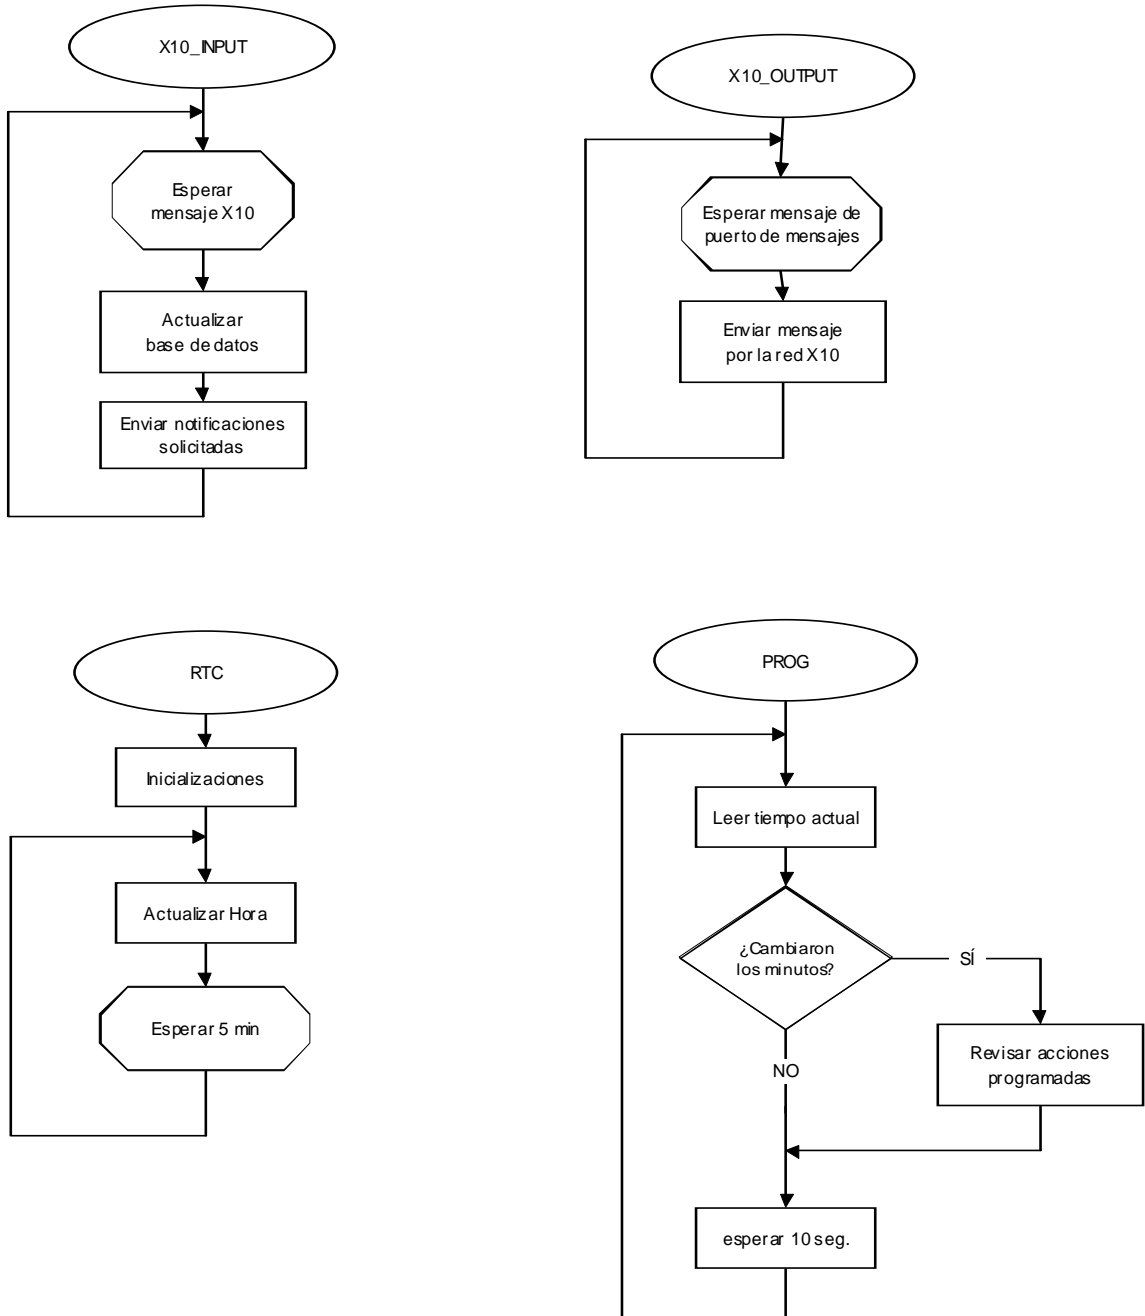 X10_INPUT
Esperar
mensaje X10
Actualizar
base de datos
Enviar notificaciones
solicitadas
X10_OUTPUT
Esperar mensaje de
puerto de mensajes
Enviar mensaje
por la red X10
RTC
Inicializaciones
Actualizar Hora
Esperar 5 min
PROG
Leer tiempo actual
¿Cambiaron
los minutos?
SÍ
NO
Revisar acciones
programadas
esperar 10 seg.